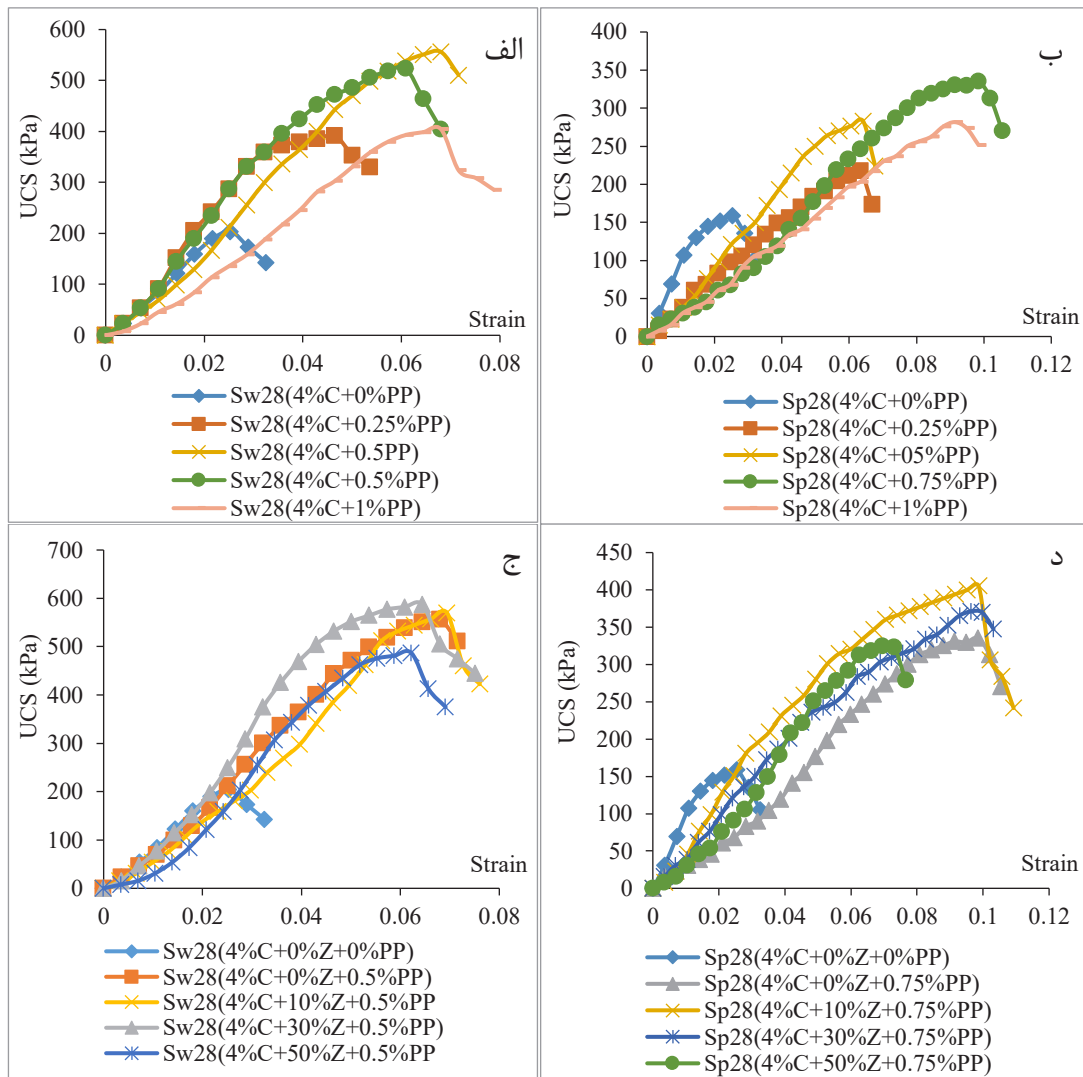 الف
UCS (kPa)
600
500
400
300
200
100
0
0
0.02
0.04
0.06
0.08
Strain
Sw28(4%C+0%PP)
Sw28(4%C+0.25%PP)
Sw28(4%C+0.5PP)
Sw28(4%C+0.5%PP)
Sw28(4%C+1%PP)
ب
UCS (kPa)
400
350
300
250
200
150
100
50
0
0
0.02
0.04
0.06
0.08
0.1
0.12
Strain
Sp28(4%C+0%PP)
Sp28(4%C+0.25%PP)
Sp28(4%C+05%PP)
Sp28(4%C+0.75%PP)
Sp28(4%C+1%PP)
ج
UCS (kPa)
700
600
500
400
300
200
100
0
0
0.02
0.04
0.06
0.08
Strain
Sw28(4%C+0%Z+0%PP)
Sw28(4%C+0%Z+0.5%PP)
Sw28(4%C+10%Z+0.5%PP
Sw28(4%C+30%Z+0.5%PP)
Sw28(4%C+50%Z+0.5%PP
د
UCS (kPa)
450
400
350
300
250
200
150
100
50
0
0
0.02
0.04
0.06
0.08
0.1
0.12
Strain
Sp28(4%C+0%Z+0%PP)
Sp28(4%C+0%Z+0.75%PP)
Sp28(4%C+10%Z+0.75%PP)
Sp28(4%C+30%Z+0.75%PP)
Sp28(4%C+50%Z+0.75%PP)